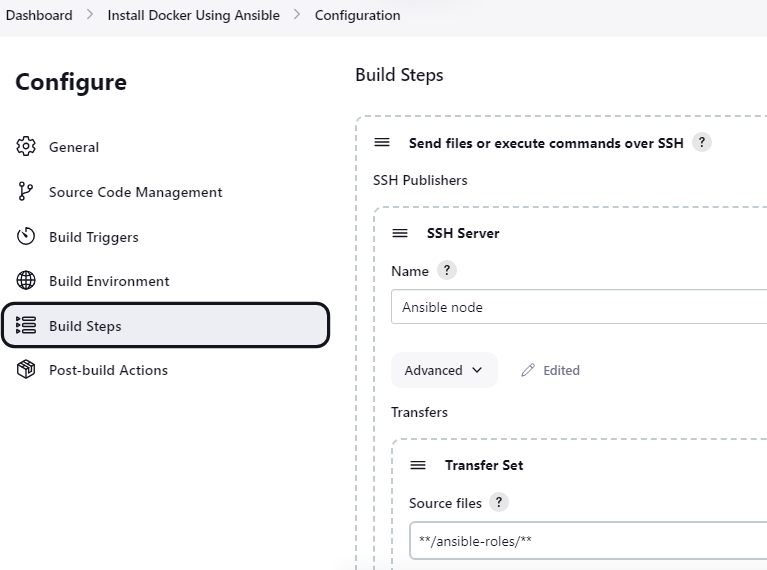 Dashboard > Install Docker Using Ansible > Configuration
Configure
General
Source Code Management
Build Triggers
Build Environment
Build Steps
Post-build Actions
Build Steps
Send files or execute commands over SSH ?
SSH Publishers
SSH Server
Name ?
Ansible node
Advanced
Edited
Transfers
Transfer Set
Source files ?
**/ansible-roles/**